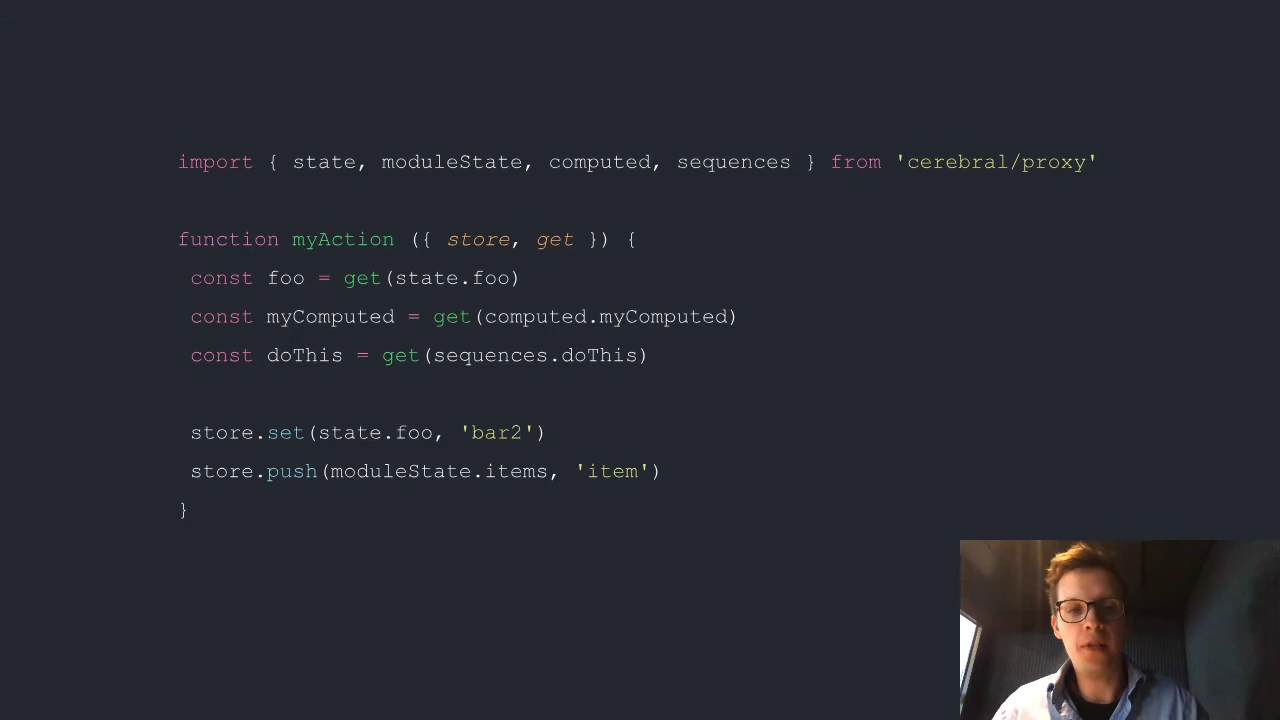 import { state, moduleState, computed, sequences } from 'cerebral/proxy'
function myAction ({ store, get }) {
const foo = get(state.foo)
const myComputed = get(computed.myComputed)
const doThis = get(sequences.doThis)
store.set(state.foo, 'bar2')
store.push(moduleState.items, 'item')
}